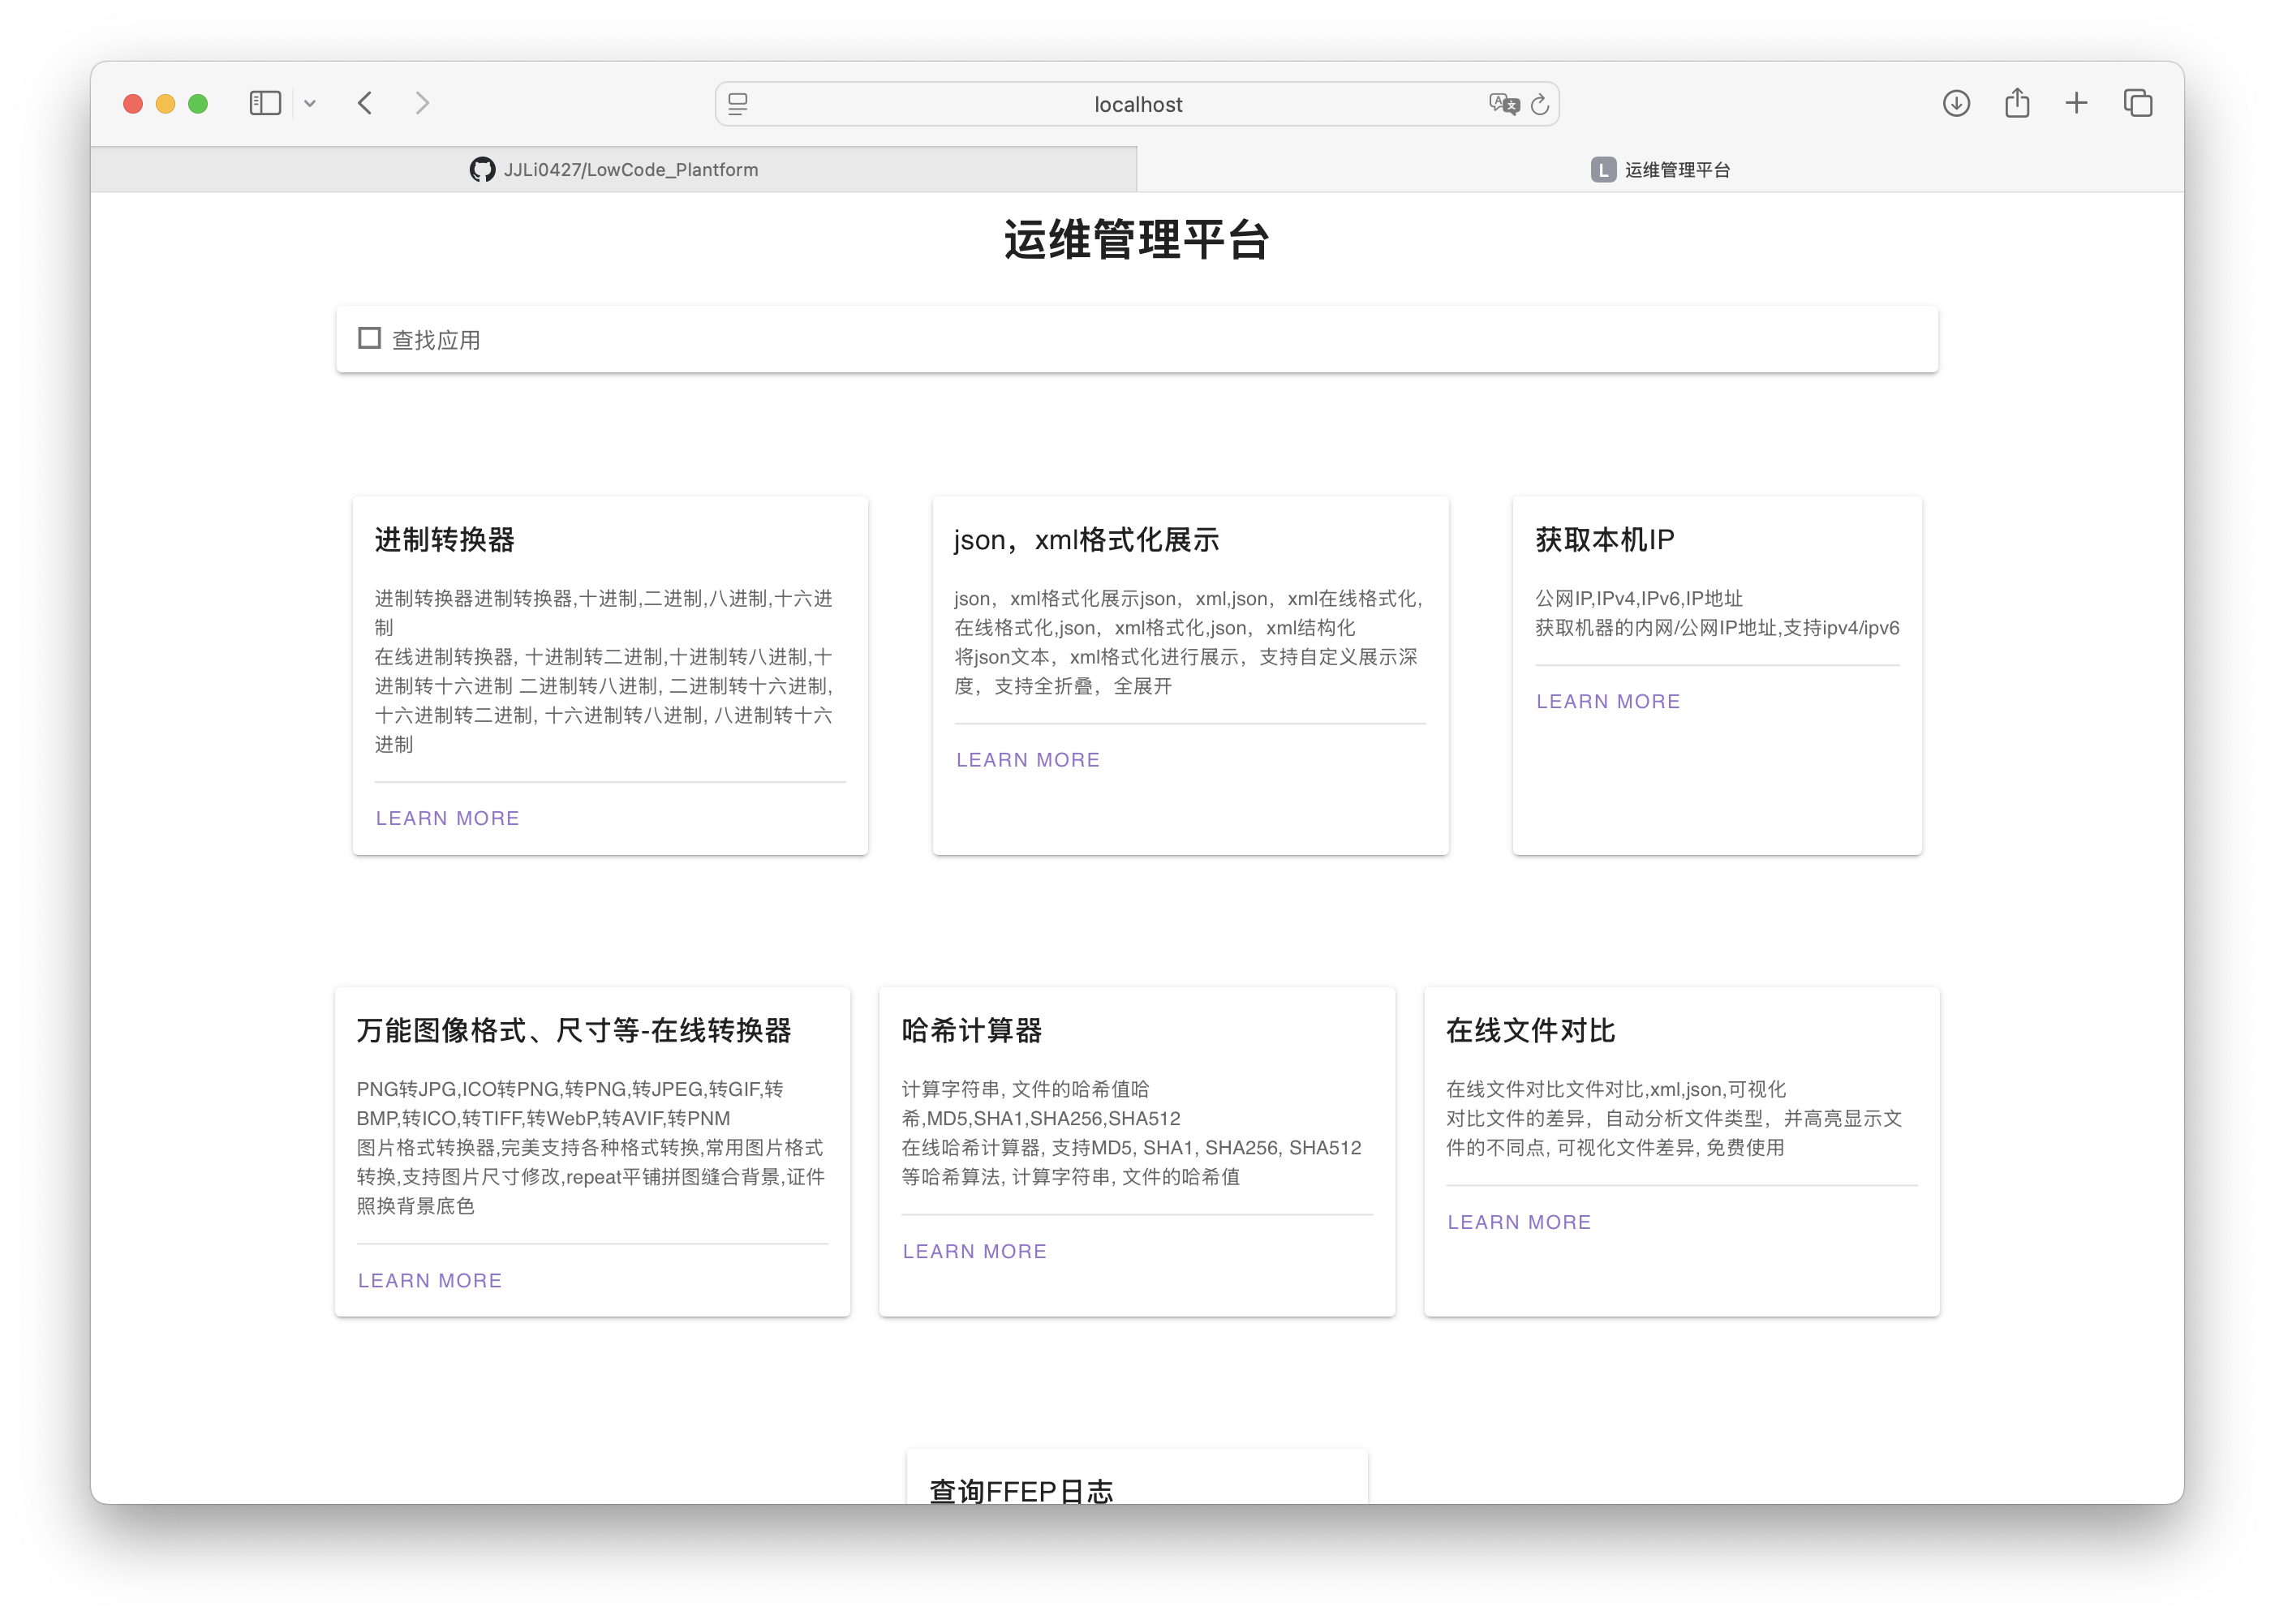 localhost
JJLi0427/LowCode_Plantform
L 运维管理平台
运维管理平台
查找应用
进制转换器
进制转换器进制转换器,十进制,二进制,八进制,十六进
制
在线进制转换器, 十进制转二进制,十进制转八进制,十
进制转十六进制 二进制转八进制, 二进制转十六进制,
十六进制转二进制, 十六进制转八进制, 八进制转十六
进制
LEARN MORE
json，xml格式化展示
json，xml格式化展示json，xml,json，xml在线格式化,
在线格式化,json，xml格式化,json，xml结构化
将json文本，xml格式化进行展示，支持自定义展示深
度，支持全折叠，全展开
LEARN MORE
获取本机IP
公网IP,IPv4,IPv6,IP地址
获取机器的内网/公网IP地址,支持ipv4/ipv6
LEARN MORE
万能图像格式、尺寸等-在线转换器
PNG转JPG,ICO转PNG,转PNG,转JPEG,转GIF,转
BMP,转ICO,转TIFF,转WebP,转AVIF,转PNM
图片格式转换器,完美支持各种格式转换,常用图片格式
转换,支持图片尺寸修改,repeat平铺拼图缝合背景,证件
照换背景底色
LEARN MORE
哈希计算器
计算字符串, 文件的哈希值哈
希,MD5,SHA1,SHA256,SHA512
在线哈希计算器, 支持MD5, SHA1, SHA256, SHA512
等哈希算法, 计算字符串, 文件的哈希值
LEARN MORE
在线文件对比
在线文件对比文件对比,xml,json,可视化
对比文件的差异，自动分析文件类型，并高亮显示文
件的不同点, 可视化文件差异, 免费使用
LEARN MORE
查询FFEP日志